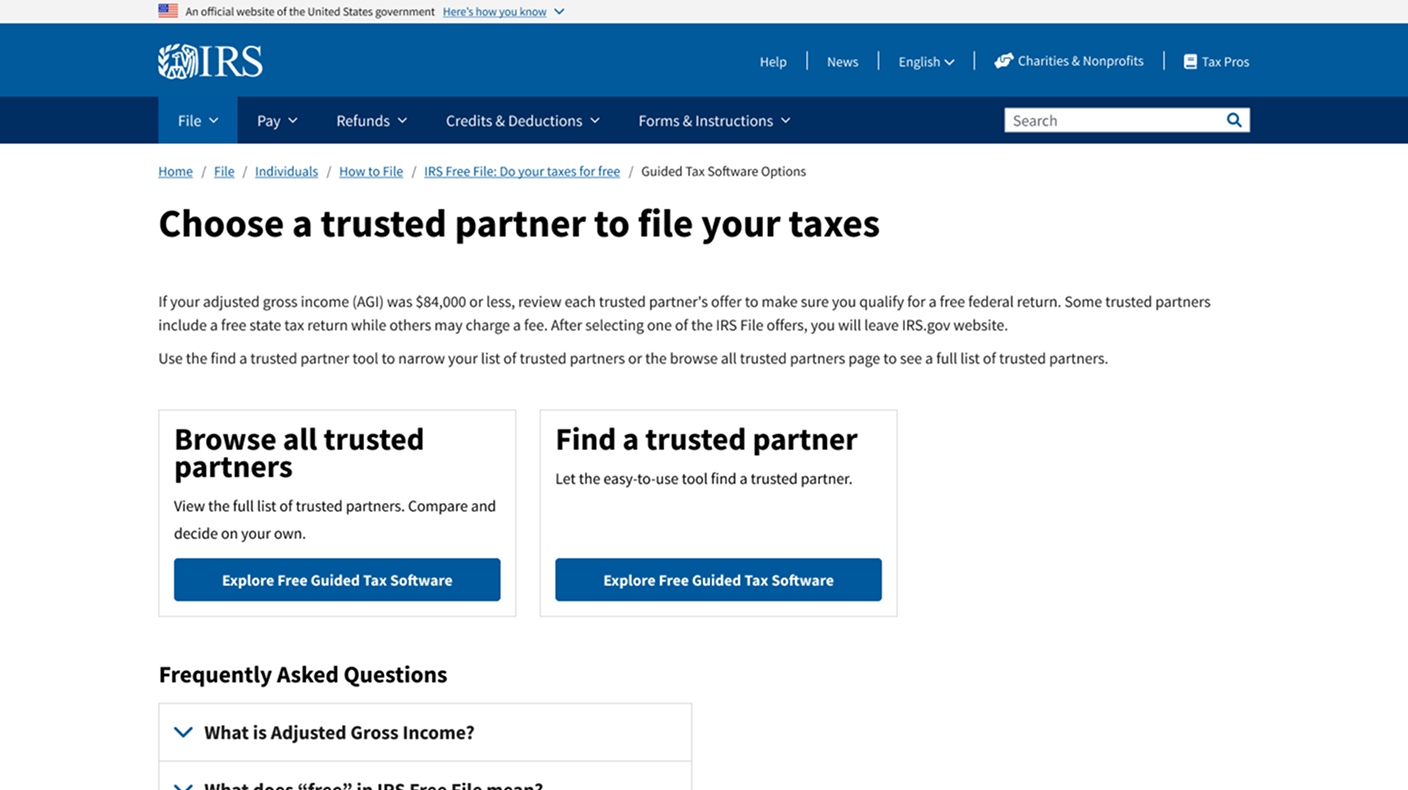 An official website of the United States government Here's how you know
IRS
Help News English Charities & Nonprofits Tax Pros
File Pay Refunds Credits & Deductions Forms & Instructions Search
Home / File / Individuals / How to File / IRS Free File: Do your taxes for free / Guided Tax Software Options
Choose a trusted partner to file your taxes
If your adjusted gross income (AGI) was $84,000 or less, review each trusted partner's offer to make sure you qualify for a free federal return. Some trusted partners
include a free state tax return while others may charge a fee. After selecting one of the IRS File offers, you will leave IRS.gov website.
Use the find a trusted partner tool to narrow your list of trusted partners or the browse all trusted partners page to see a full list of trusted partners.
Browse all trusted
partners
View the full list of trusted partners. Compare and
decide on your own.
Explore Free Guided Tax Software
Find a trusted partner
Let the easy-to-use tool find a trusted partner.
Explore Free Guided Tax Software
Frequently Asked Questions
What is Adjusted Gross Income?
What does “free” in IRS Free File mean?